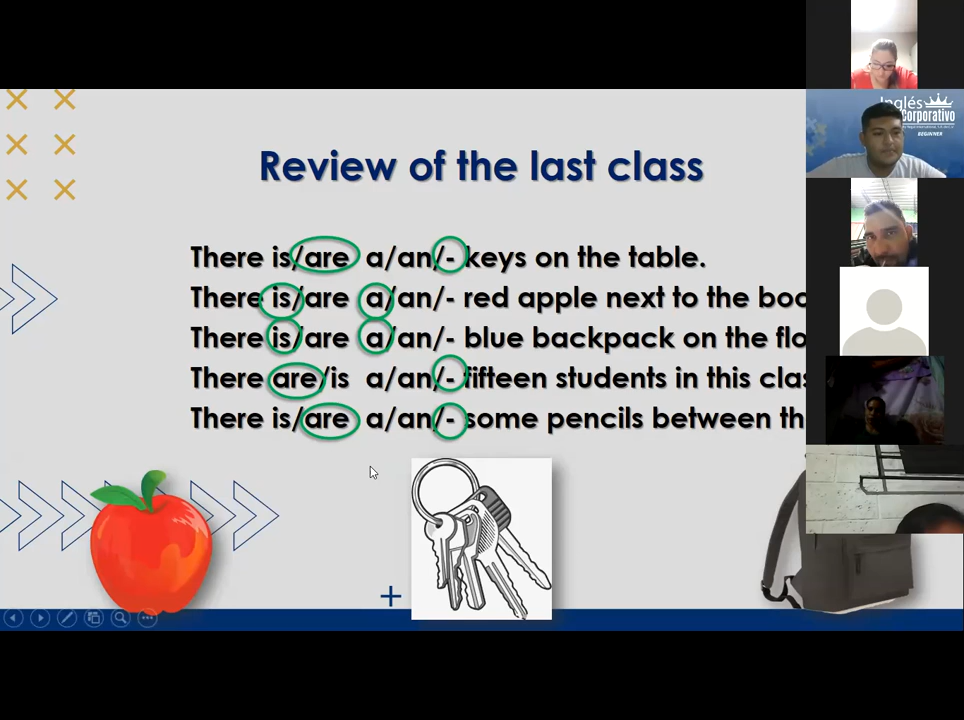 Review of the last class
There is/are a/an/- keys on the table.
There is/are a/an/- red apple next to the boo
There is/are a/an/- blue backpack on the flo
There are/is a/an/- fifteen students in this clas
There is/are a/an/- some pencils between th
Inglés
Corporativo
BEGINNER